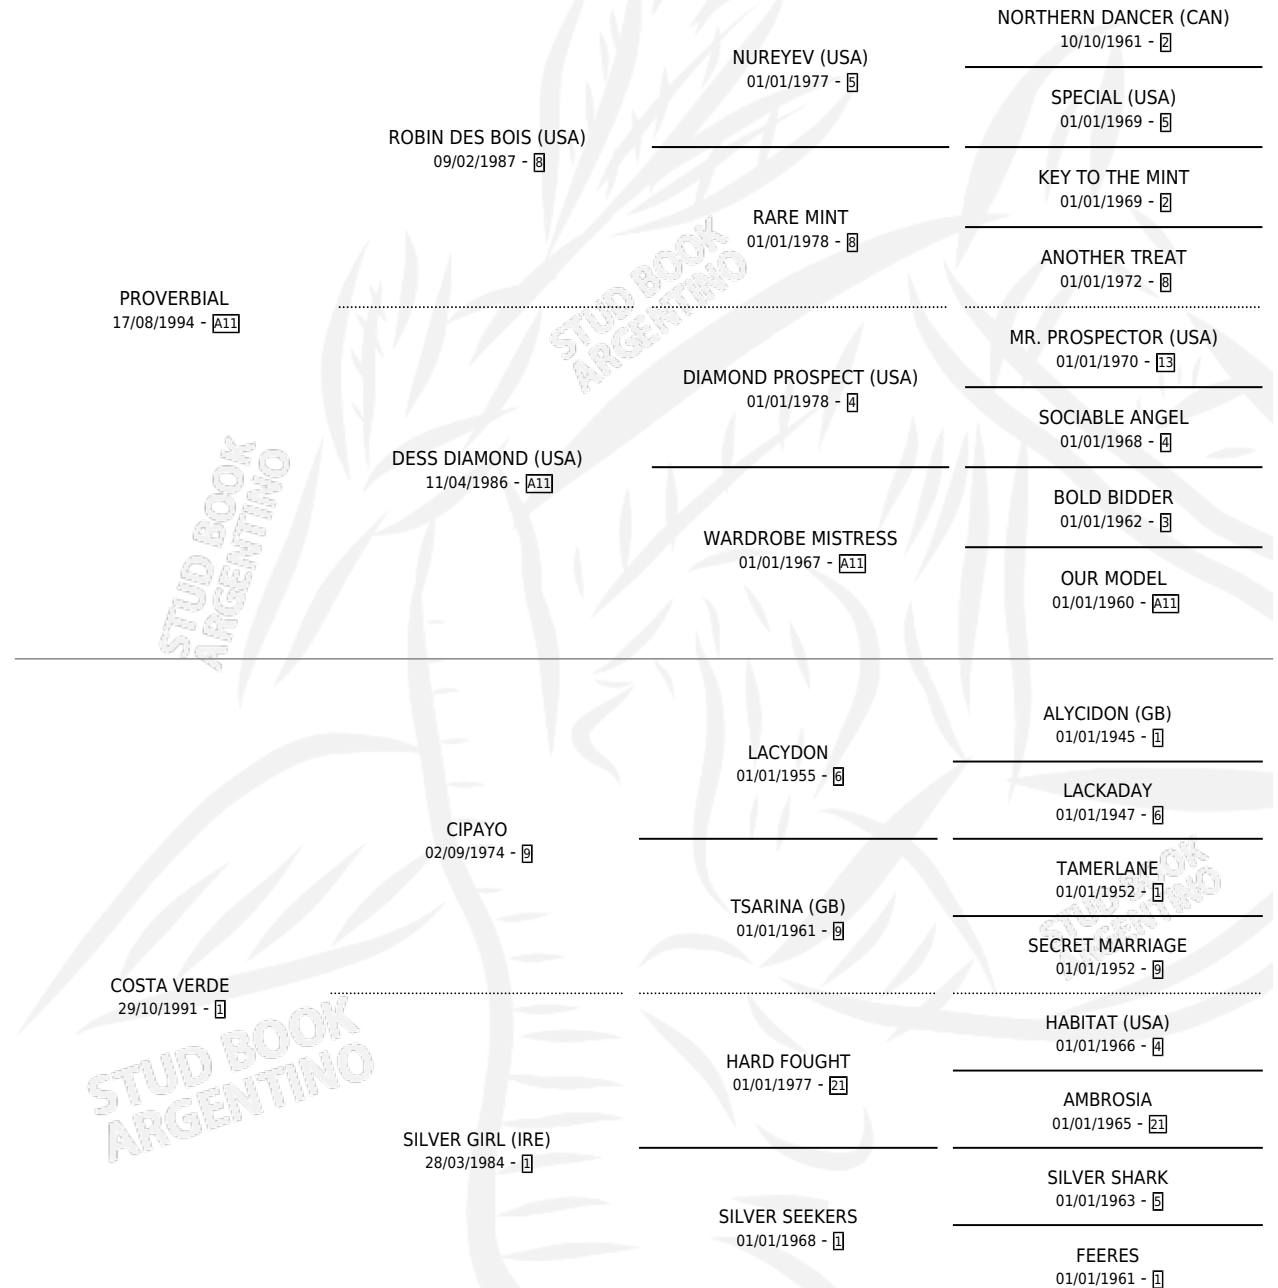 NORTHERN DANCER (CAN)
10/10/1961 - 2
NUREYEV (USA)
01/01/1977 - 5
SPECIAL (USA)
01/01/1969 - 5
ROBIN DES BOIS (USA)
09/02/1987 - 8
KEY TO THE MINT
01/01/1969 - 2
RARE MINT
01/01/1978 - 8
ANOTHER TREAT
01/01/1972 - 8
PROVERBIAL
17/08/1994 - A11
MR. PROSPECTOR (USA)
01/01/1970 - 13
DIAMOND PROSPECT (USA)
01/01/1978 - 4
SOCIABLE ANGEL
01/01/1968 - 4
DESS DIAMOND (USA)
11/04/1986 - A11
BOLD BIDDER
01/01/1962 - 3
WARDROBE MISTRESS
01/01/1967 - A11
OUR MODEL
01/01/1960 - A11
ALYCIDON (GB)
01/01/1945 - 1
LACYDON
01/01/1955 - 6
LACKADAY
01/01/1947 - 6
CIPAYO
02/09/1974 - 9
TAMERLANE
01/01/1952 - 1
TSARINA (GB)
01/01/1961 - 9
SECRET MARRIAGE
01/01/1952 - 9
COSTA VERDE
29/10/1991 - 1
HABITAT (USA)
01/01/1966 - 4
HARD FOUGHT
01/01/1977 - 21
AMBROSIA
01/01/1965 - 21
SILVER GIRL (IRE)
28/03/1984 - 1
SILVER SHARK
01/01/1963 - 5
SILVER SEEKERS
01/01/1968 - 1
FEERES
01/01/1961 - 1
STUD BOOK
ARGENTINO
STUD BOOK
ARGENTINO
STUD BOOK
ARGENTINO
STUD BOOK
ARGENTINO